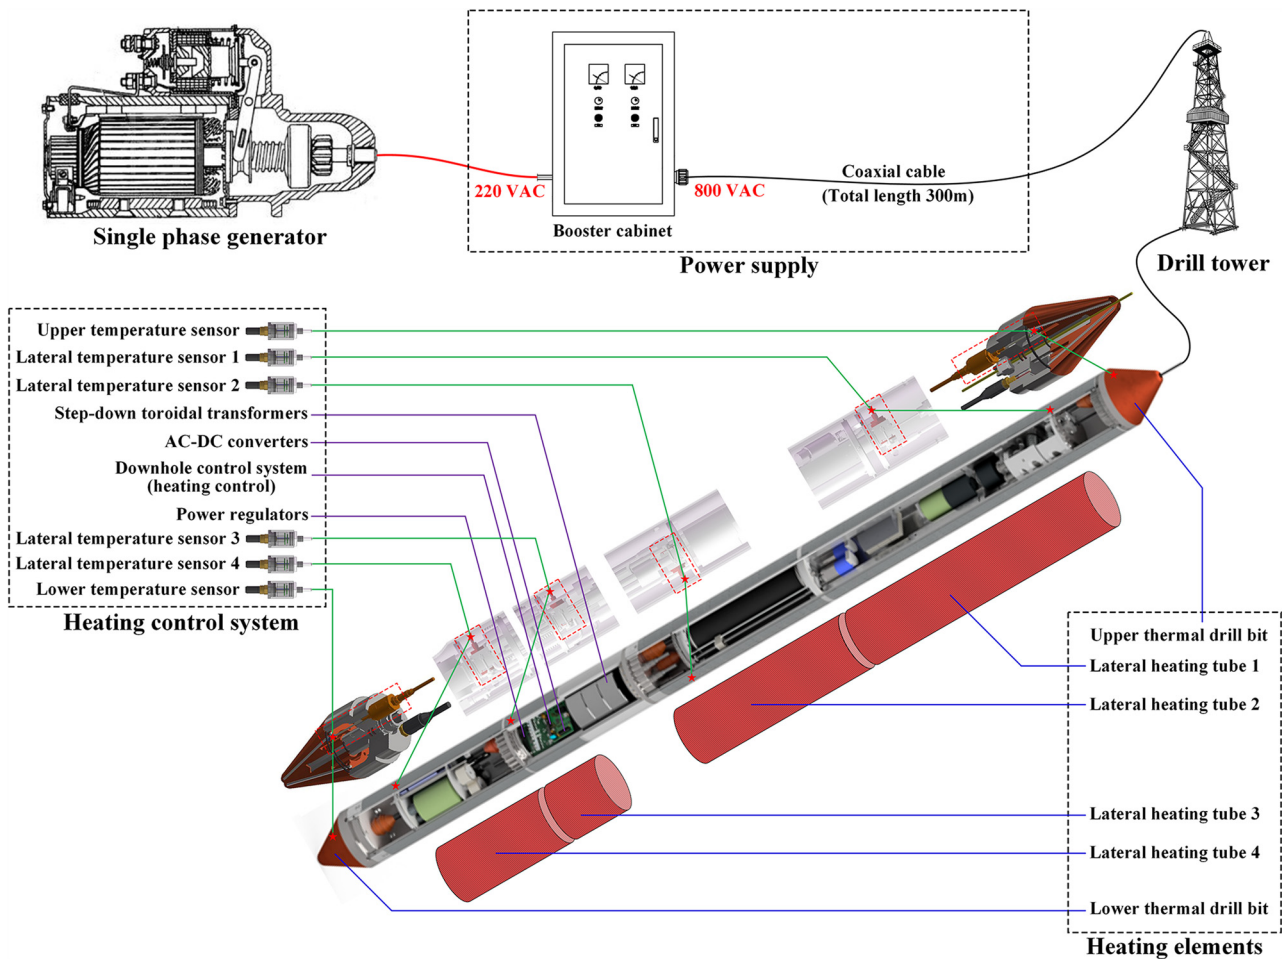 220 VAC
800 VAC
Coaxial cable
(Total length 300m)
Single phase generator
Booster cabinet
Power supply
Drill tower
Upper temperature sensor
Lateral temperature sensor 1
Lateral temperature sensor 2
Step-down toroidal transformers
AC-DC converters
Downhole control system
(heating control)
Power regulators
Lateral temperature sensor 3
Lateral temperature sensor 4
Lower temperature sensor
Heating control system
Upper thermal drill bit
Lateral heating tube 1
Lateral heating tube 2
Lateral heating tube 3
Lateral heating tube 4
Lower thermal drill bit
Heating elements